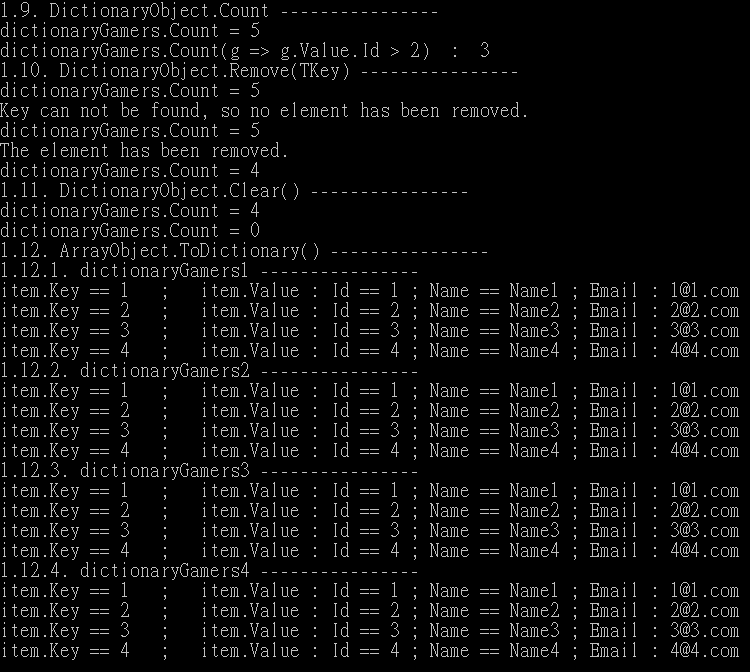 1.9. DictionaryObject.Count ----------------
dictionaryGamers.Count = 5
dictionaryGamers.Count(g => g.Value.Id > 2)  :  3
1.10. DictionaryObject.Remove(TKey) ----------------
dictionaryGamers.Count = 5
Key can not be found, so no element has been removed.
dictionaryGamers.Count = 5
The element has been removed.
dictionaryGamers.Count = 4
1.11. DictionaryObject.Clear() ----------------
dictionaryGamers.Count = 4
dictionaryGamers.Count = 0
1.12. ArrayObject.ToDictionary() ----------------
1.12.1. dictionaryGamers1 ----------------
item.Key == 1   ;   item.Value : Id == 1 ; Name == Name1 ; Email : 1@1.com
item.Key == 2   ;   item.Value : Id == 2 ; Name == Name2 ; Email : 2@2.com
item.Key == 3   ;   item.Value : Id == 3 ; Name == Name3 ; Email : 3@3.com
item.Key == 4   ;   item.Value : Id == 4 ; Name == Name4 ; Email : 4@4.com
1.12.2. dictionaryGamers2 ----------------
item.Key == 1   ;   item.Value : Id == 1 ; Name == Name1 ; Email : 1@1.com
item.Key == 2   ;   item.Value : Id == 2 ; Name == Name2 ; Email : 2@2.com
item.Key == 3   ;   item.Value : Id == 3 ; Name == Name3 ; Email : 3@3.com
item.Key == 4   ;   item.Value : Id == 4 ; Name == Name4 ; Email : 4@4.com
1.12.3. dictionaryGamers3 ----------------
item.Key == 1   ;   item.Value : Id == 1 ; Name == Name1 ; Email : 1@1.com
item.Key == 2   ;   item.Value : Id == 2 ; Name == Name2 ; Email : 2@2.com
item.Key == 3   ;   item.Value : Id == 3 ; Name == Name3 ; Email : 3@3.com
item.Key == 4   ;   item.Value : Id == 4 ; Name == Name4 ; Email : 4@4.com
1.12.4. dictionaryGamers4 ----------------
item.Key == 1   ;   item.Value : Id == 1 ; Name == Name1 ; Email : 1@1.com
item.Key == 2   ;   item.Value : Id == 2 ; Name == Name2 ; Email : 2@2.com
item.Key == 3   ;   item.Value : Id == 3 ; Name == Name3 ; Email : 3@3.com
item.Key == 4   ;   item.Value : Id == 4 ; Name == Name4 ; Email : 4@4.com